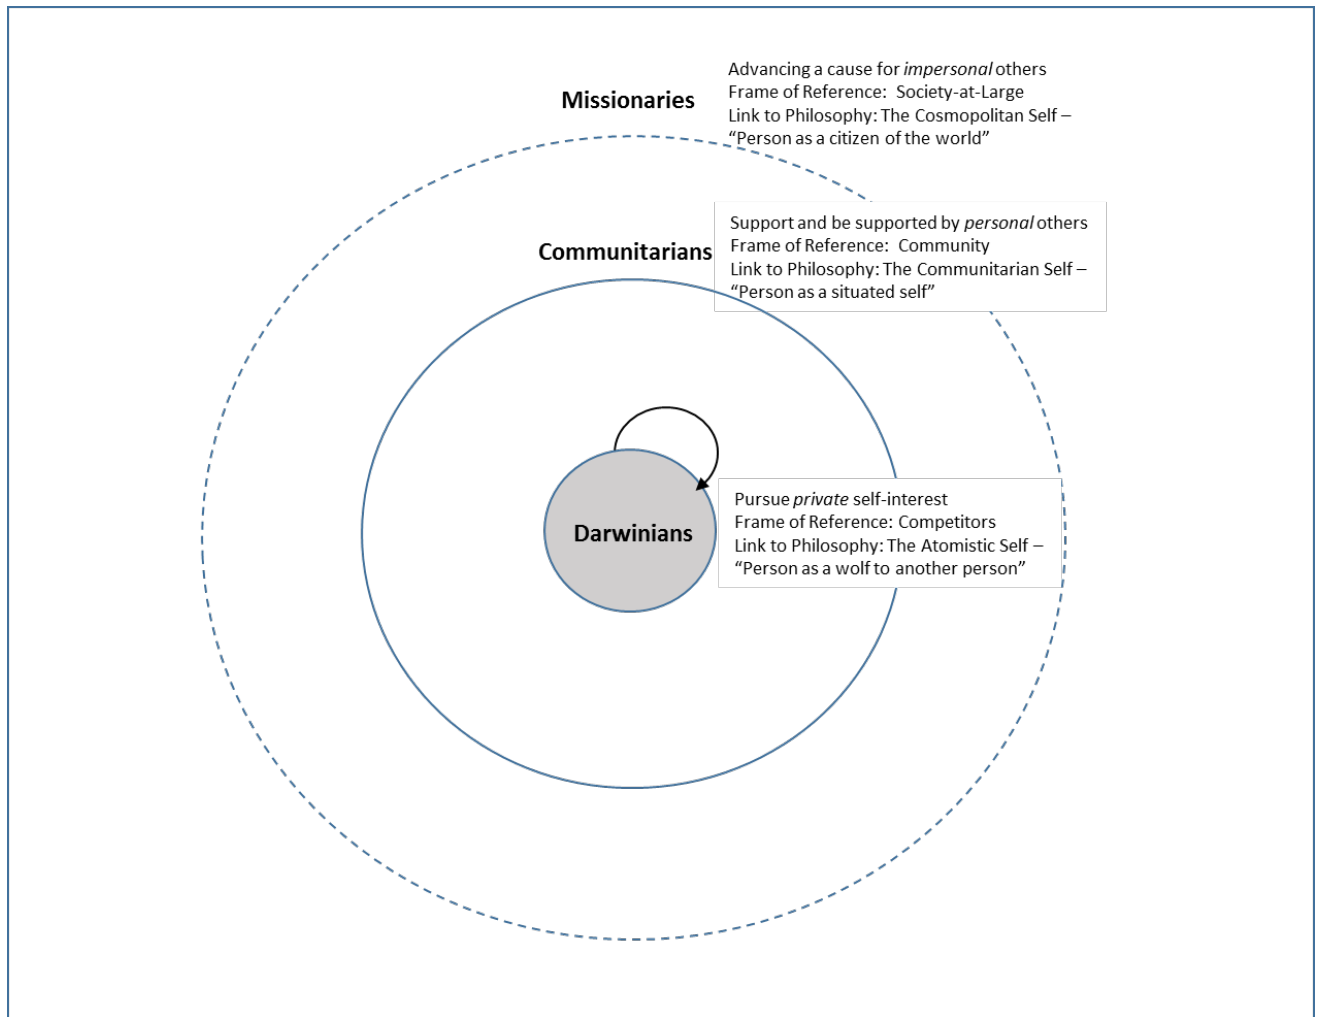 Missionaries
Advancing a cause for impersonal others
Frame of Reference:  Society-at-Large
Link to Philosophy: The Cosmopolitan Self –
“Person as a citizen of the world”
Communitarians
Support and be supported by personal others
Frame of Reference:  Community
Link to Philosophy: The Communitarian Self –
“Person as a situated self”
Darwinians
Pursue private self-interest
Frame of Reference: Competitors
Link to Philosophy: The Atomistic Self –
“Person as a wolf to another person”